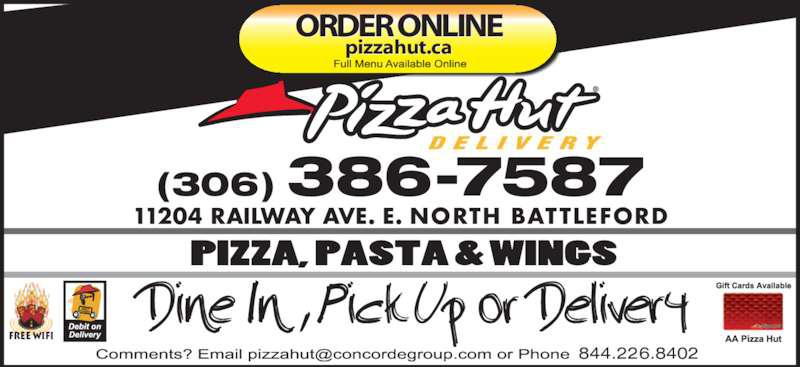 ORDER ONLINE
pizzahut.ca
Full Menu Available Online
Pizza Hut®
DELIVERY
(306) 386-7587
11204 RAILWAY AVE. E. NORTH BATTLEFORD
PIZZA, PASTA & WINGS
FREE WIFI
Debit on
Delivery
Dine In, Pick Up or Delivery
Gift Cards Available
AA Pizza Hut
Comments? Email pizzahut@concordegroup.com or Phone 844.226.8402